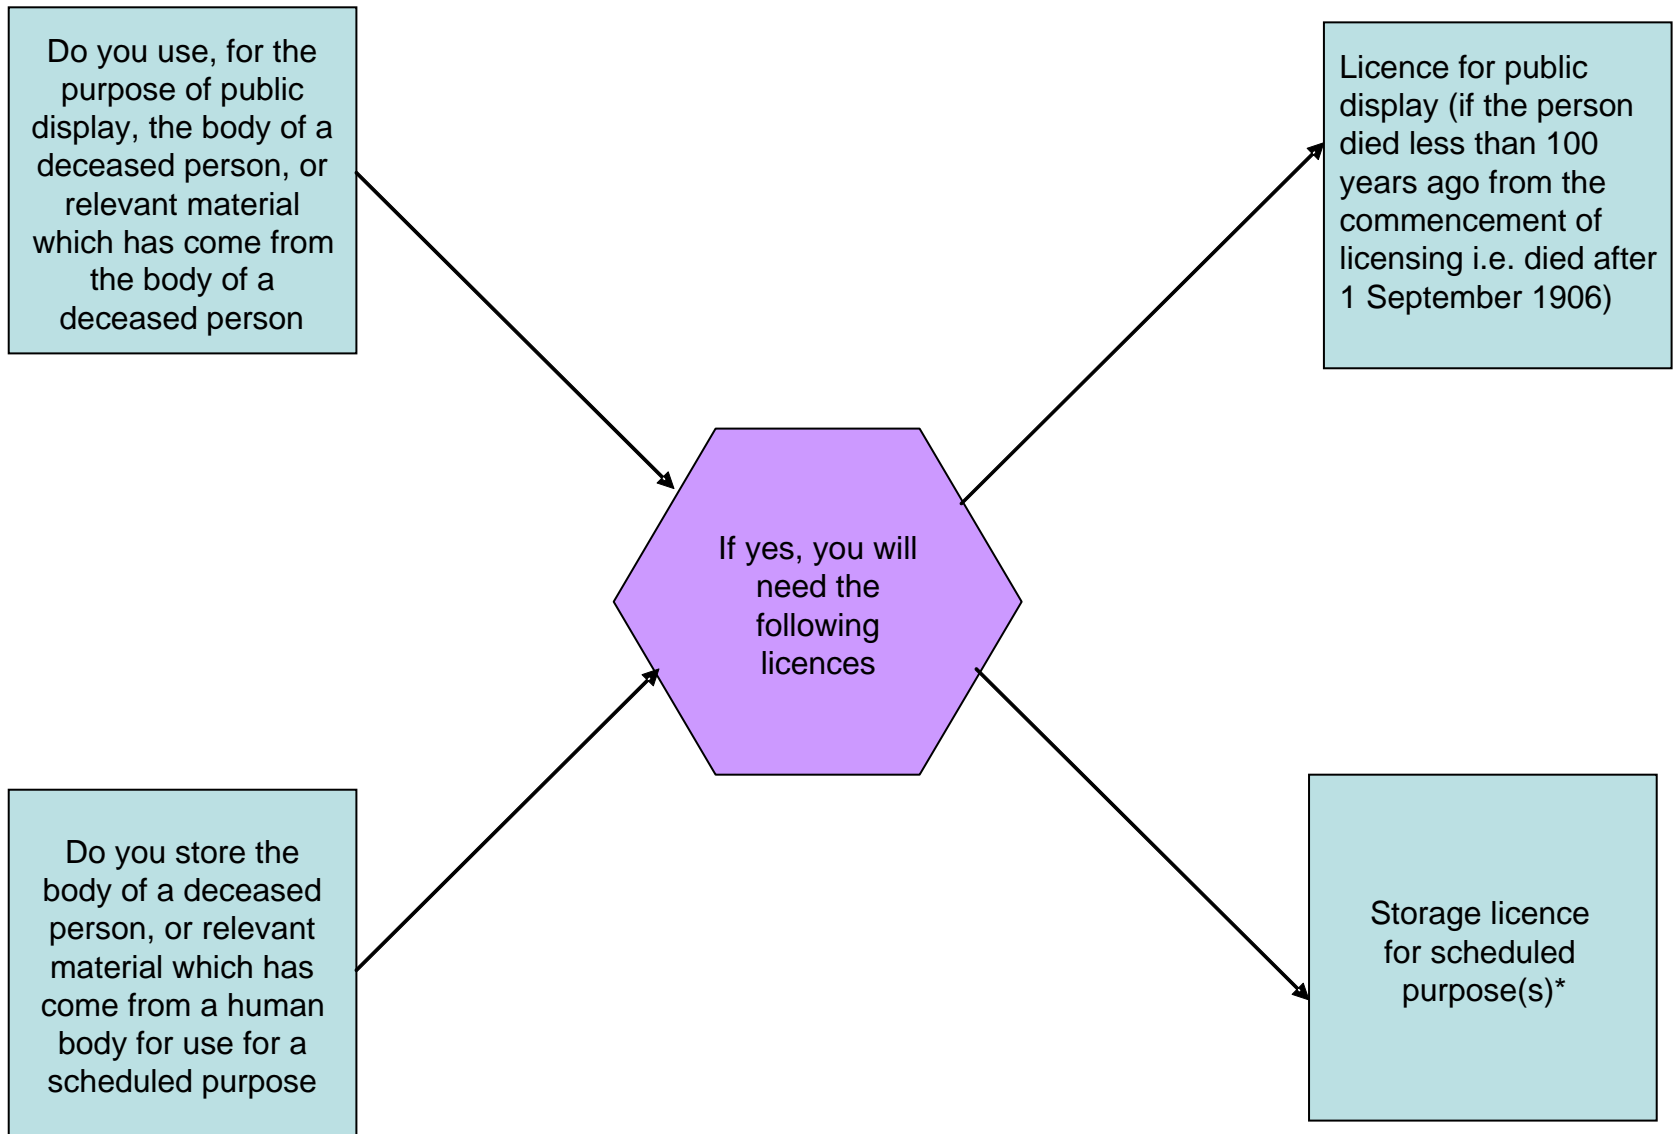 Do you use, for the
purpose of public
display, the body of a
deceased person, or
relevant material
which has come from
the body of a
deceased person
Licence for public
display (if the person
died less than 100
years ago from the
commencement of
licensing i.e. died after
1 September 1906)
If yes, you will
need the
following
licences
Do you store the
body of a deceased
person, or relevant
material which has
come from a human
body for use for a
scheduled purpose
Storage licence
for scheduled
purpose(s)*